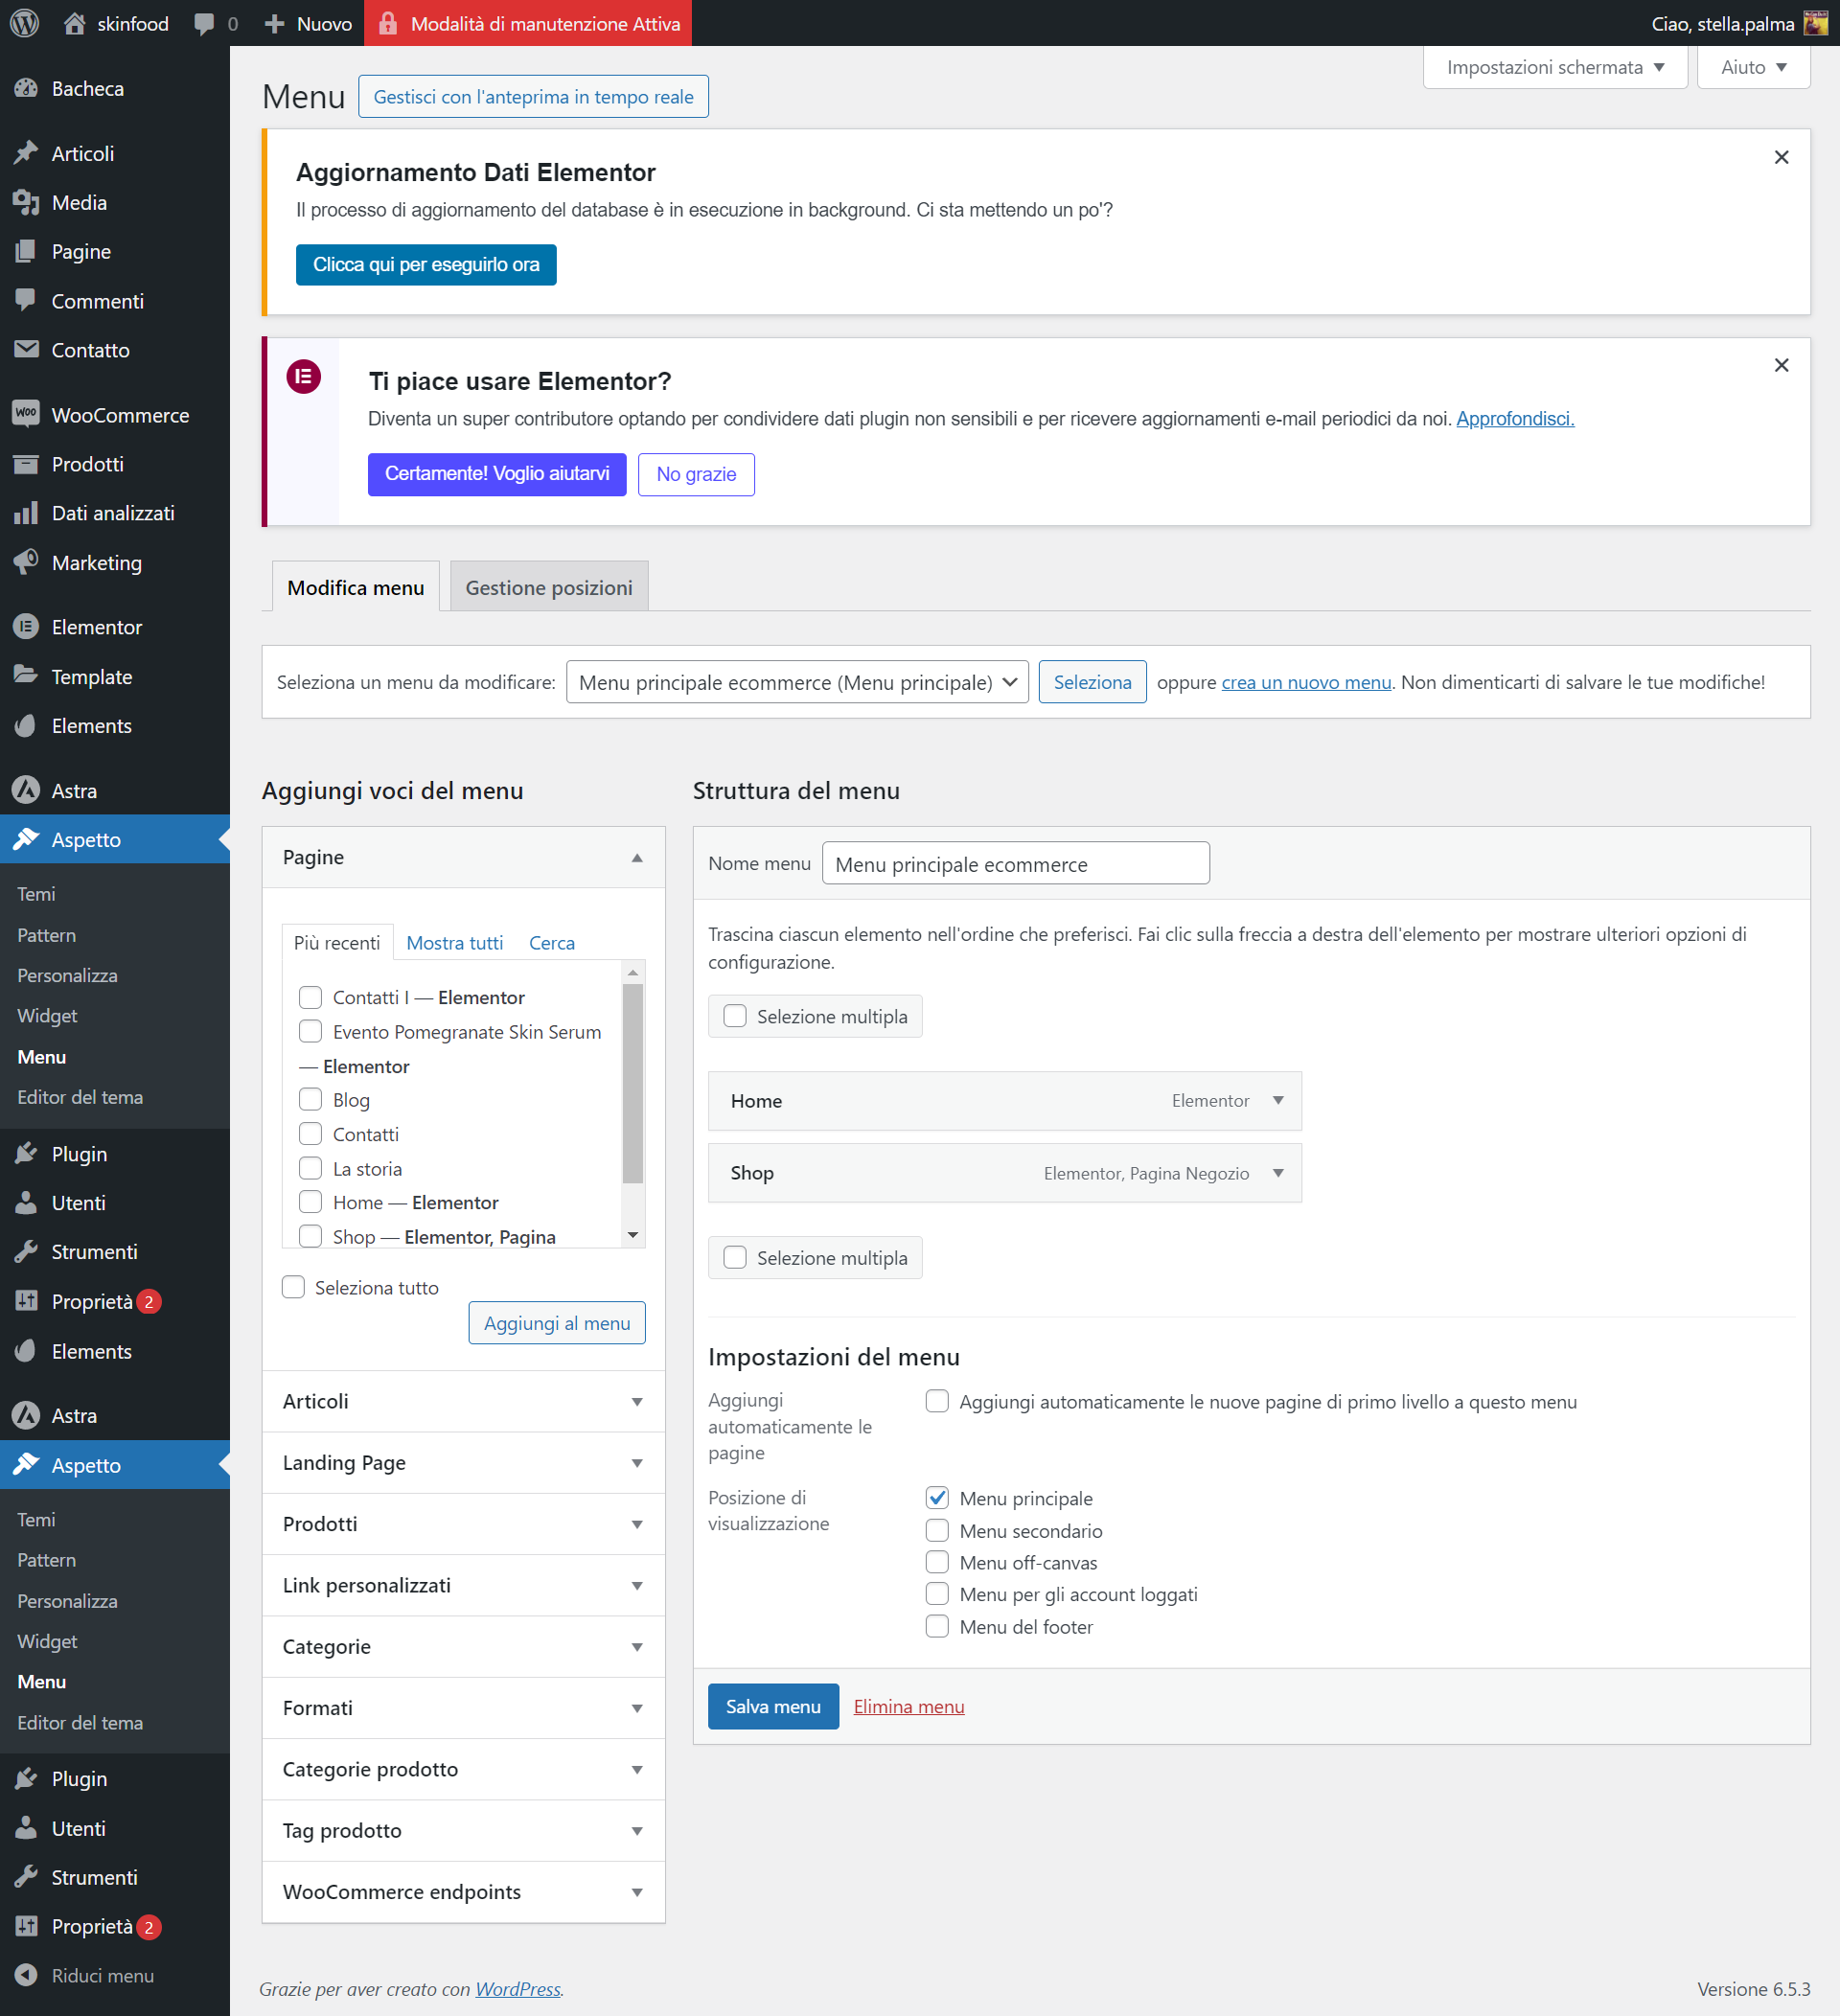 skinfood
0
Nuovo
Modalità di manutenzione Attiva
Ciao, stella.palma
Bacheca
Articoli
Media
Pagine
Commenti
Contatto
WooCommerce
Prodotti
Dati analizzati
Marketing
Elementor
Template
Elements
Astra
Aspetto
Temi
Pattern
Personalizza
Widget
Menu
Editor del tema
Plugin
Utenti
Strumenti
Proprietà 2
Elements
Astra
Aspetto
Temi
Pattern
Personalizza
Widget
Menu
Editor del tema
Plugin
Utenti
Strumenti
Proprietà 2
Riduci menu
Impostazioni schermata
Aiuto
Menu
Gestisci con l'anteprima in tempo reale
Aggiornamento Dati Elementor
Il processo di aggiornamento del database è in esecuzione in background. Ci sta mettendo un po'?
Clicca qui per eseguirlo ora
Ti piace usare Elementor?
Diventa un super contributore optando per condividere dati plugin non sensibili e per ricevere aggiornamenti e-mail periodici da noi. Approfondisci.
Certamente! Voglio aiutarvi
No grazie
Modifica menu
Gestione posizioni
Seleziona un menu da modificare: Menu principale ecommerce (Menu principale) Seleziona oppure crea un nuovo menu. Non dimenticarti di salvare le tue modifiche!
Aggiungi voci del menu
Pagine
Più recenti
Mostra tutti
Cerca
Contatti I — Elementor
Evento Pomegranate Skin Serum
— Elementor
Blog
Contatti
La storia
Home — Elementor
Shop — Elementor, Pagina
Seleziona tutto
Aggiungi al menu
Articoli
Landing Page
Prodotti
Link personalizzati
Categorie
Formati
Categorie prodotto
Tag prodotto
WooCommerce endpoints
Struttura del menu
Nome menu Menu principale ecommerce
Trascina ciascun elemento nell'ordine che preferisci. Fai clic sulla freccia a destra dell'elemento per mostrare ulteriori opzioni di
configurazione.
Selezione multipla
Home Elementor
Shop Elementor, Pagina Negozio
Selezione multipla
Impostazioni del menu
Aggiungi
automaticamente le
pagine
Aggiungi automaticamente le nuove pagine di primo livello a questo menu
Posizione di
visualizzazione
Menu principale
Menu secondario
Menu off-canvas
Menu per gli account loggati
Menu del footer
Salva menu
Elimina menu
Grazie per aver creato con WordPress.
Versione 6.5.3